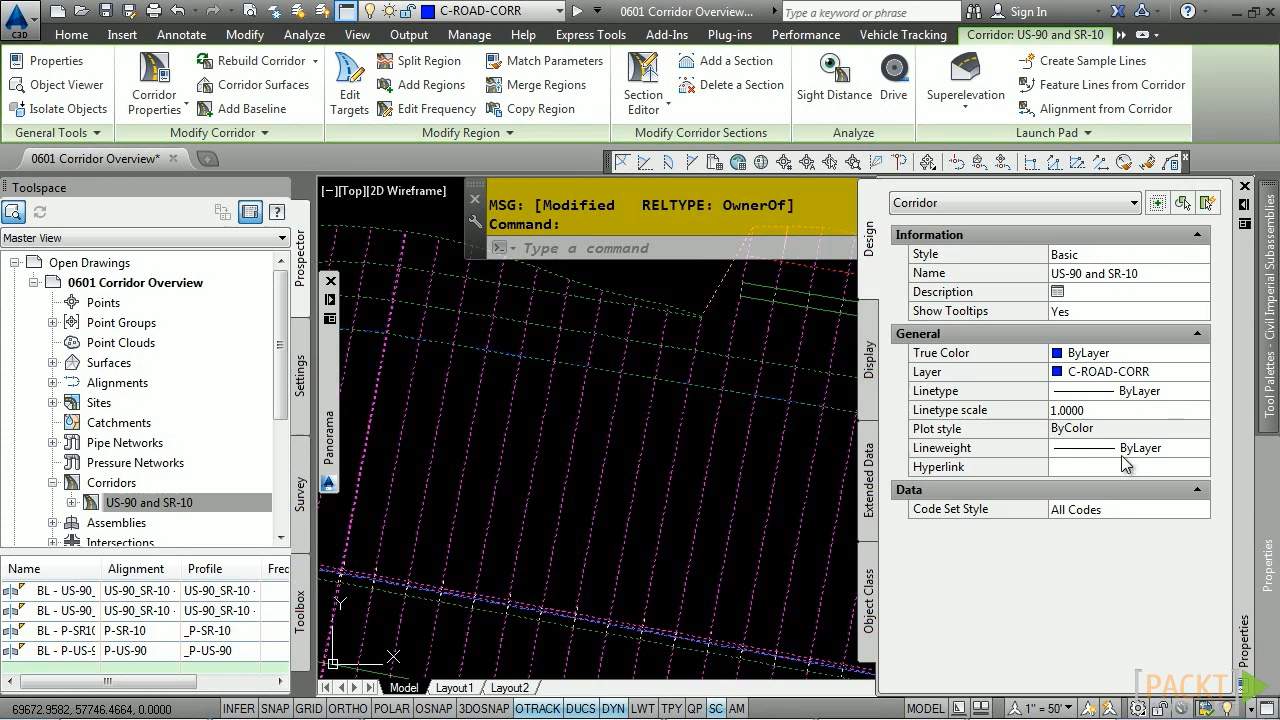 C-ROAD-CORR
0601 Corridor Overview...
Type a keyword or phrase
Sign In
C3D
Home Insert Annotate Modify Analyze View Output Manage Help Express Tools Add-Ins Plug-ins Performance Vehicle Tracking Corridor: US-90 and SR-10
Properties
Object Viewer
Isolate Objects
General Tools
Corridor Properties
Rebuild Corridor
Corridor Surfaces
Add Baseline
Modify Corridor
Edit Targets
Split Region
Add Regions
Edit Frequency
Match Parameters
Merge Regions
Copy Region
Modify Region
Section Editor
Add a Section
Delete a Section
Modify Corridor Sections
Sight Distance
Drive
Analyze
Superelevation
Create Sample Lines
Feature Lines from Corridor
Alignment from Corridor
Launch Pad
0601 Corridor Overview*
Toolspace
Master View
Open Drawings
0601 Corridor Overview
Points
Point Groups
Point Clouds
Surfaces
Alignments
Sites
Catchments
Pipe Networks
Pressure Networks
Corridors
US-90 and SR-10
Assemblies
Intersections
Prospector
Settings
Survey
Toolbox
Name Alignment Profile Freq
BL - US-90_ US-90_SR-10 - US-90_SR-10 -
BL - US-90_ US-90_SR-10 - US-90_SR-10 -
BL - P-SR10 P-SR-10 _P-SR-10
BL - P-US-9 P-US-90 _P-US-90
[−][Top][2D Wireframe]
MSG: [Modified RELTYPE: OwnerOf]
Command:
Type a command
Panorama
Y
X
Model Layout1 Layout2
Design
Display
Extended Data
Object Class
Corridor
Information
Style Basic
Name US-90 and SR-10
Description
Show Tooltips Yes
General
True Color ByLayer
Layer C-ROAD-CORR
Linetype ByLayer
Linetype scale 1.0000
Plot style ByColor
Lineweight ByLayer
Hyperlink
Data
Code Set Style All Codes
Properties
Tool Palettes - Civil Imperial Subassemblies
Properties
PACKT
69672.9568, 57746.4664, 0.0000
INFER SNAP GRID ORTHO POLAR OSNAP 3DOSNAP OTRACK DUCS DYN LWT TPY QP SC AM
MODEL
1" = 50'